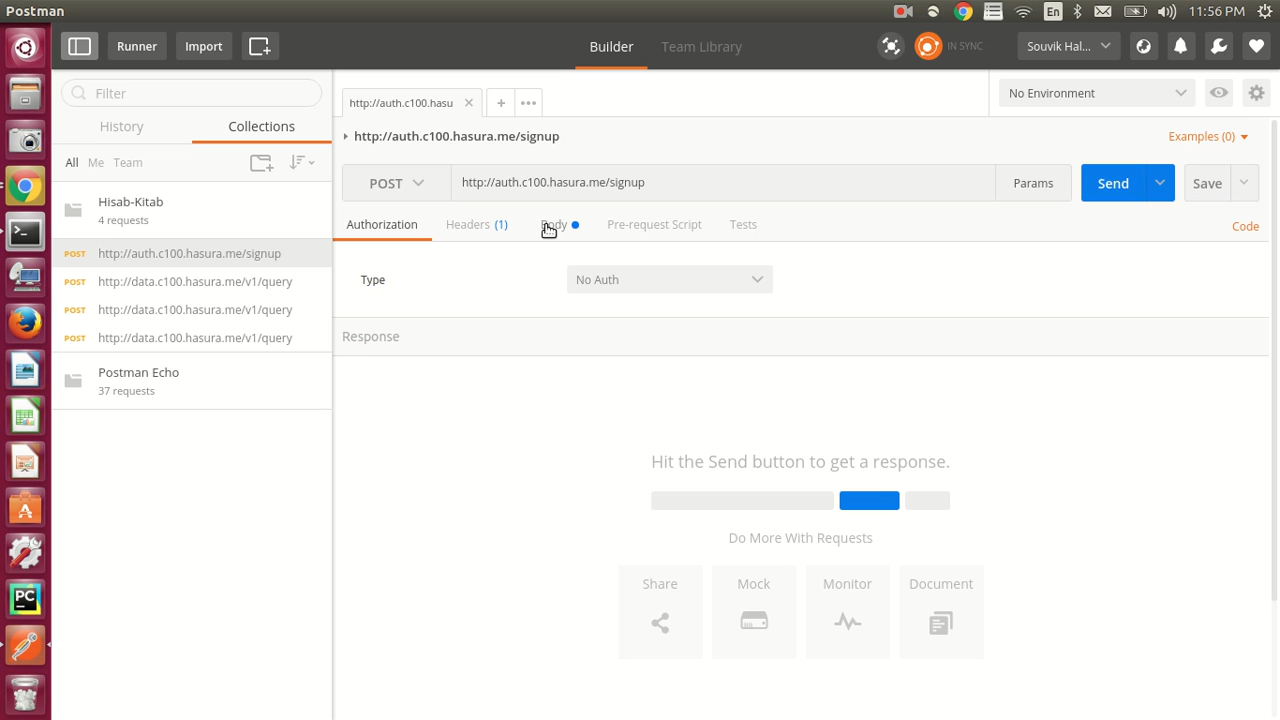 Postman
En
11:56 PM
Runner
Import
Builder
Team Library
IN SYNC
Souvik Hal...
Filter
History
Collections
All
Me
Team
Hisab-Kitab
4 requests
POST http://auth.c100.hasura.me/signup
POST http://data.c100.hasura.me/v1/query
POST http://data.c100.hasura.me/v1/query
POST http://data.c100.hasura.me/v1/query
Postman Echo
37 requests
http://auth.c100.hasu
No Environment
http://auth.c100.hasura.me/signup
Examples (0)
POST
http://auth.c100.hasura.me/signup
Params
Send
Save
Authorization
Headers (1)
Body
Pre-request Script
Tests
Code
Type
No Auth
Response
Hit the Send button to get a response.
Do More With Requests
Share
Mock
Monitor
Document
PC